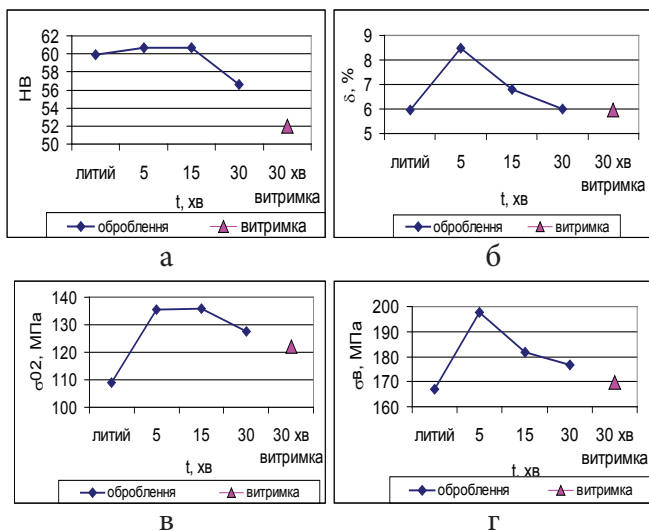 HB
62
60
58
56
54
52
50
литий 5 15 30 30 хв
витримка
t, хв
оброблення витримка
а
δ, %
9
8
7
6
5
литий 5 15 30 30 хв
витримка
t, хв
оброблення витримка
б
σ02, МПа
140
130
120
110
100
литий 5 15 30 30 хв
витримка
t, хв
оброблення витримка
в
σв, МПа
200
190
180
170
160
литий 5 15 30 30 хв
витримка
t, хв
оброблення витримка
г